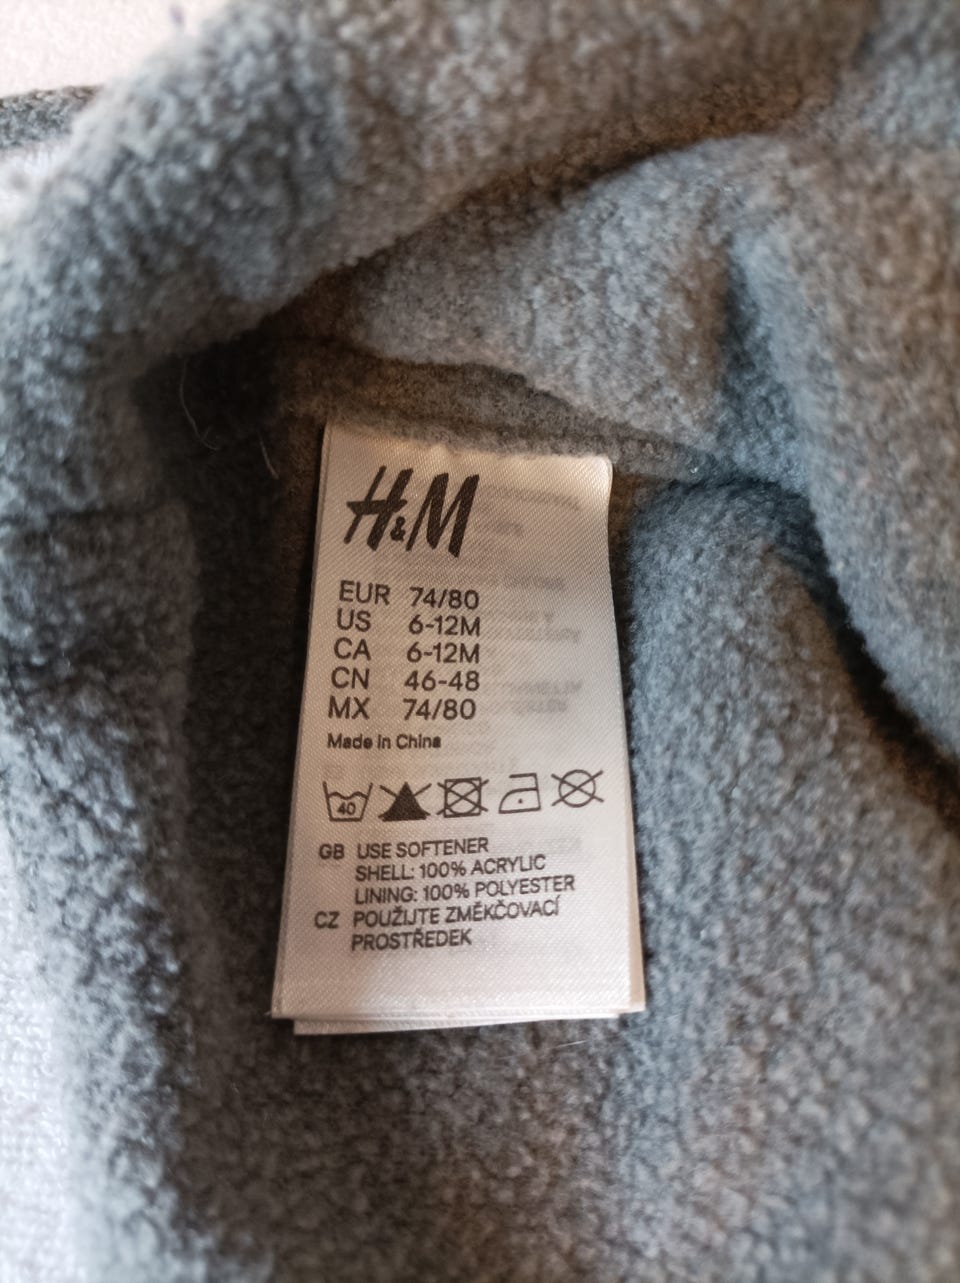 H&M
EUR 74/80
US 6-12M
CA 6-12M
CN 46-48
MX 74/80
Made in China
40
GB USE SOFTENER
SHELL: 100% ACRYLIC
LINING: 100% POLYESTER
CZ POUŽIJTE ZMĚKČOVACÍ
PROSTŘEDEK